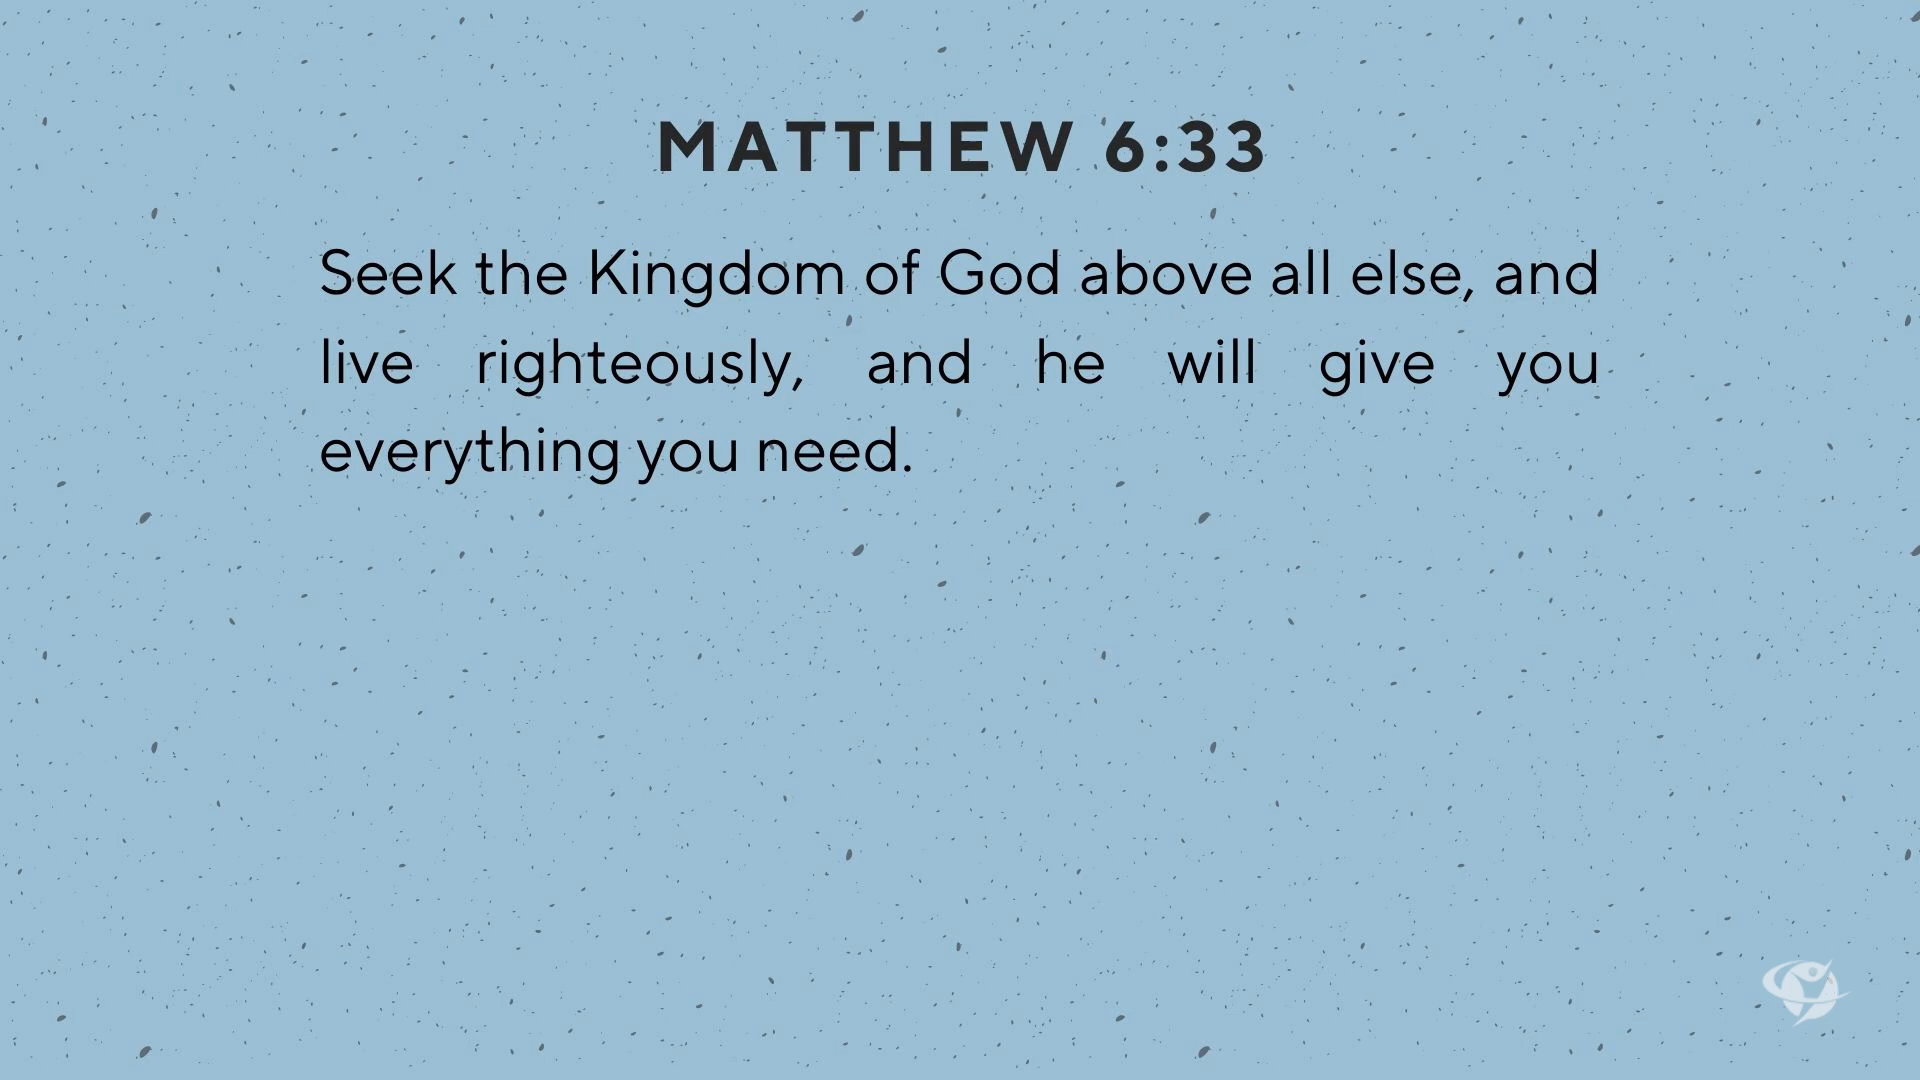 MATTHEW 6:33
Seek the Kingdom of God above all else, and
live righteously, and he will give you
everything you need.